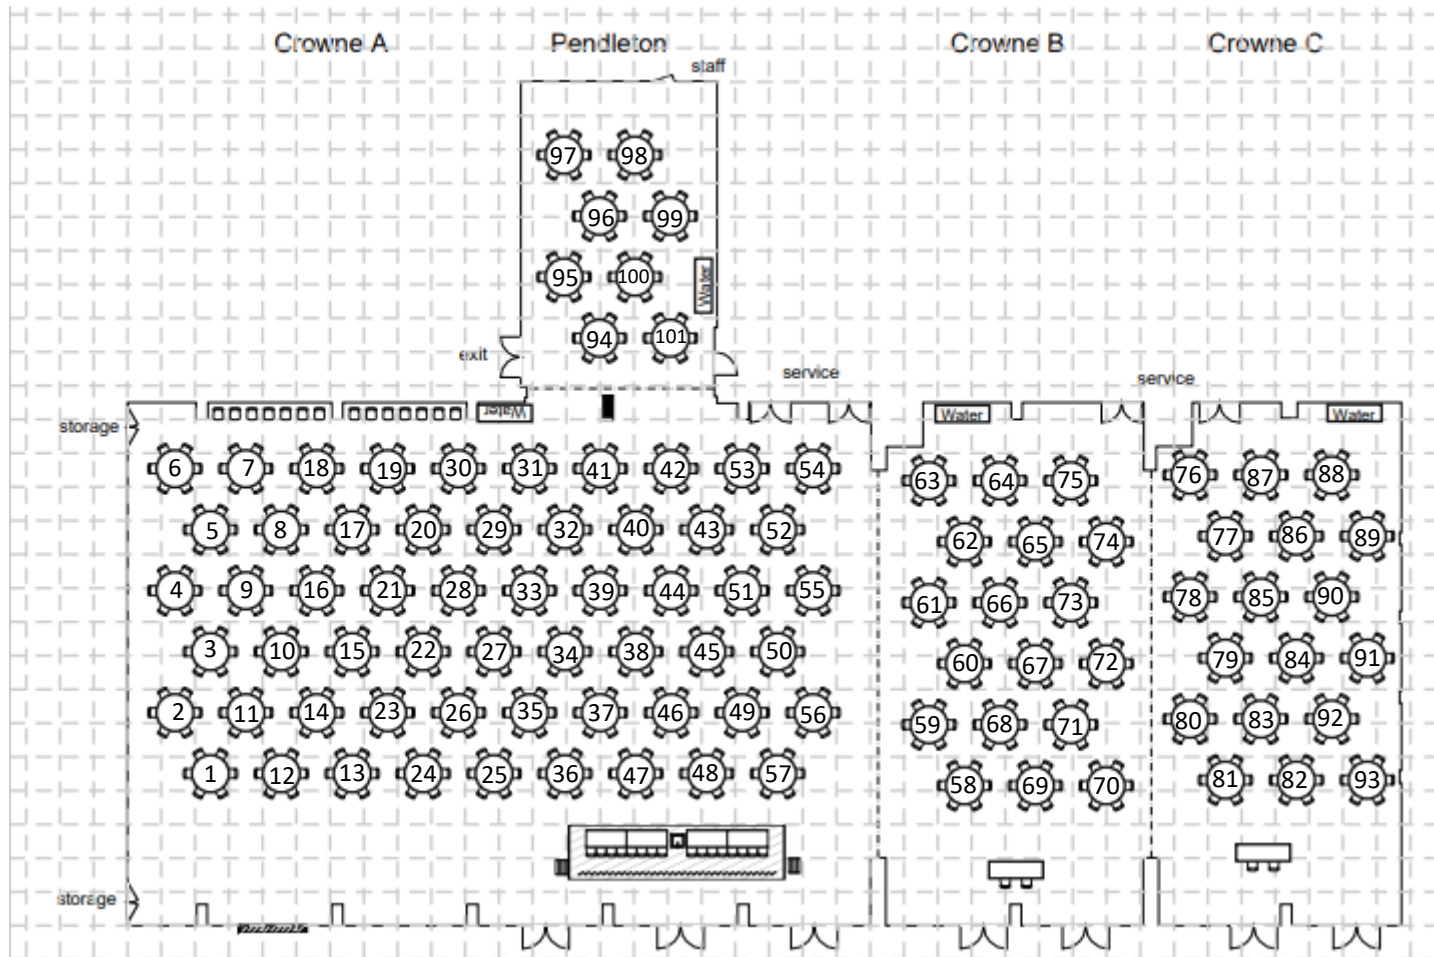 Crowne A Pendleton Crowne B Crowne C
staff
97 98
96 99
95 100
Water
94 101
exit
service
service
Water
Water
Water
storage
6 7 18 19 30 31 41 42 53 54
63 64 75
76 87 88
5 8 17 20 29 32 40 43 52
62 65 74
77 86 89
4 9 16 21 28 33 39 44 51 55
61 66 73
78 85 90
3 10 15 22 27 34 38 45 50
60 67 72
79 84 91
2 11 14 23 26 35 37 46 49 56
59 68 71
80 83 92
1 12 13 24 25 36 47 48 57
58 69 70
81 82 93
storage